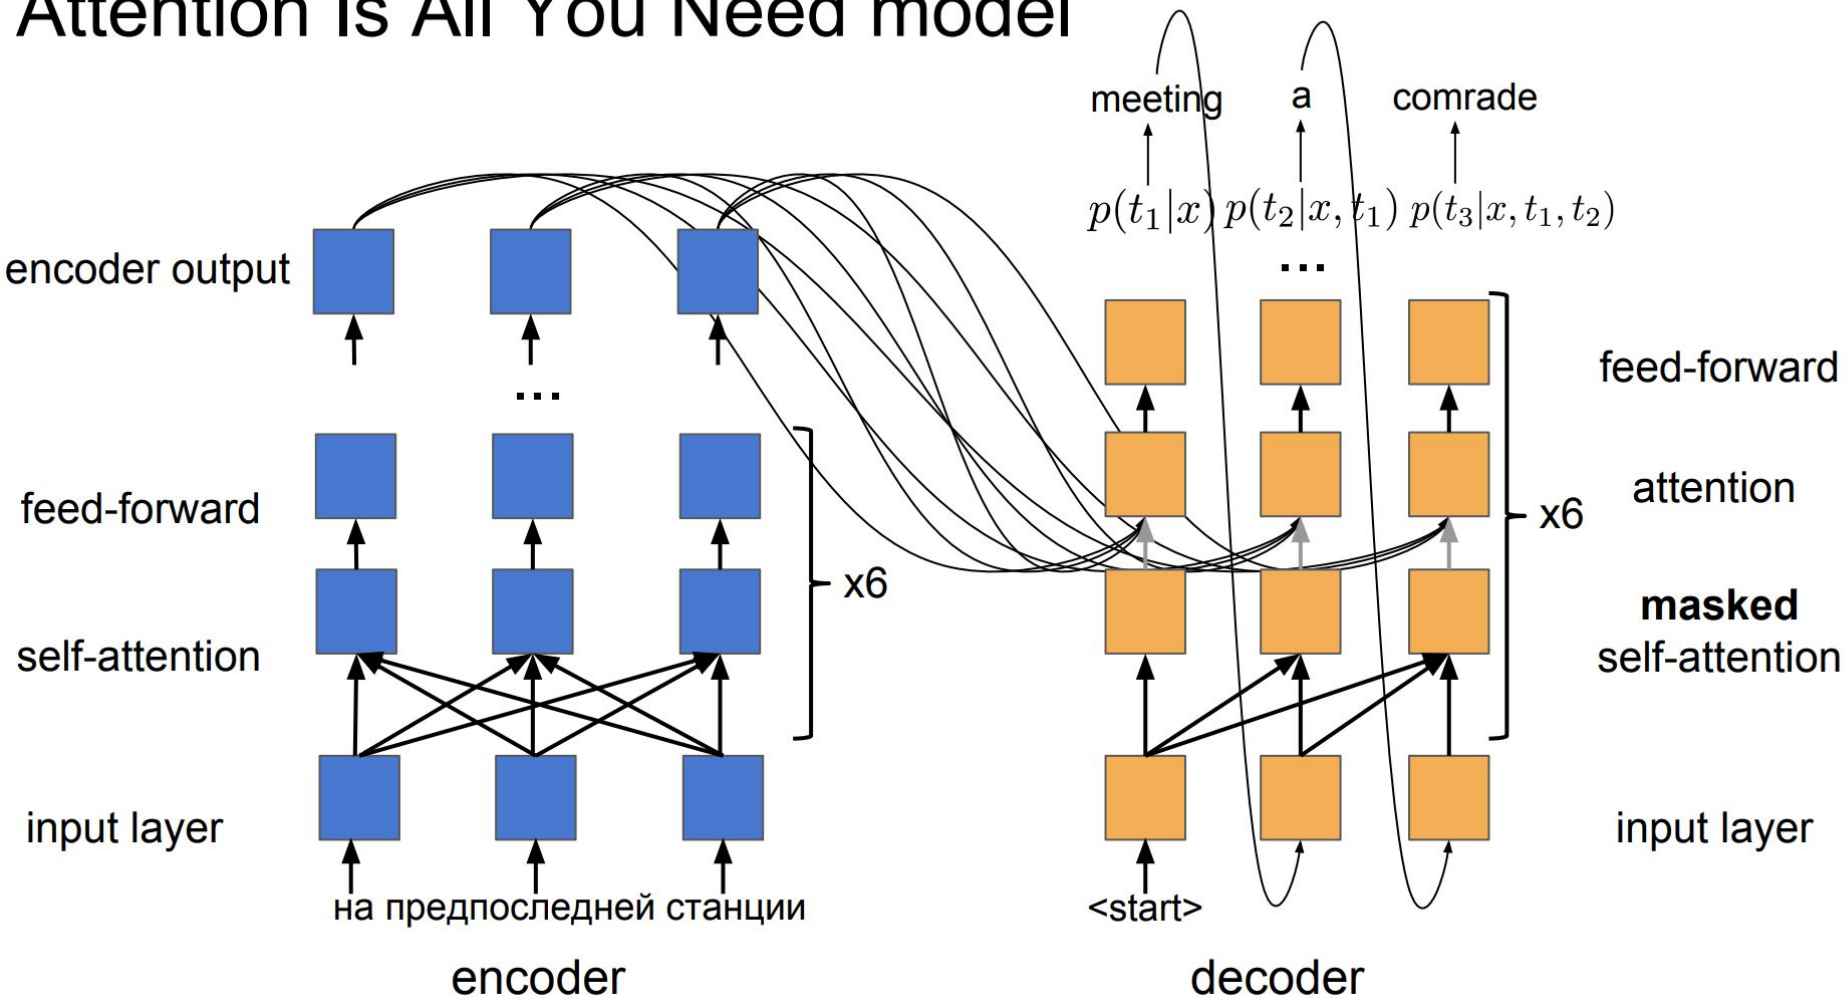 Attention Is All You Need model
meeting a comrade
p(t₁|x) p(t₂|x, t₁) p(t₃|x, t₁, t₂)
encoder output
...
...
feed-forward
feed-forward
attention
x6
x6
self-attention
masked
self-attention
input layer
input layer
на предпоследней станции
<start>
encoder
decoder